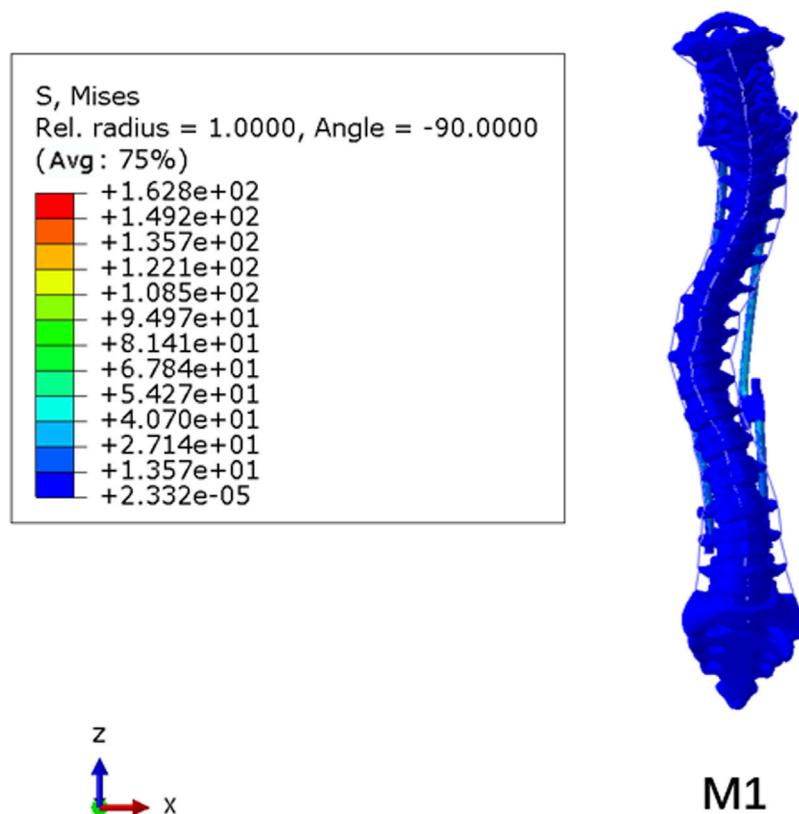 S, Mises
Rel. radius = 1.0000, Angle = -90.0000
(Avg: 75%)
+1.628e+02
+1.492e+02
+1.357e+02
+1.221e+02
+1.085e+02
+9.497e+01
+8.141e+01
+6.784e+01
+5.427e+01
+4.070e+01
+2.714e+01
+1.357e+01
+2.332e-05
Z
X
M1